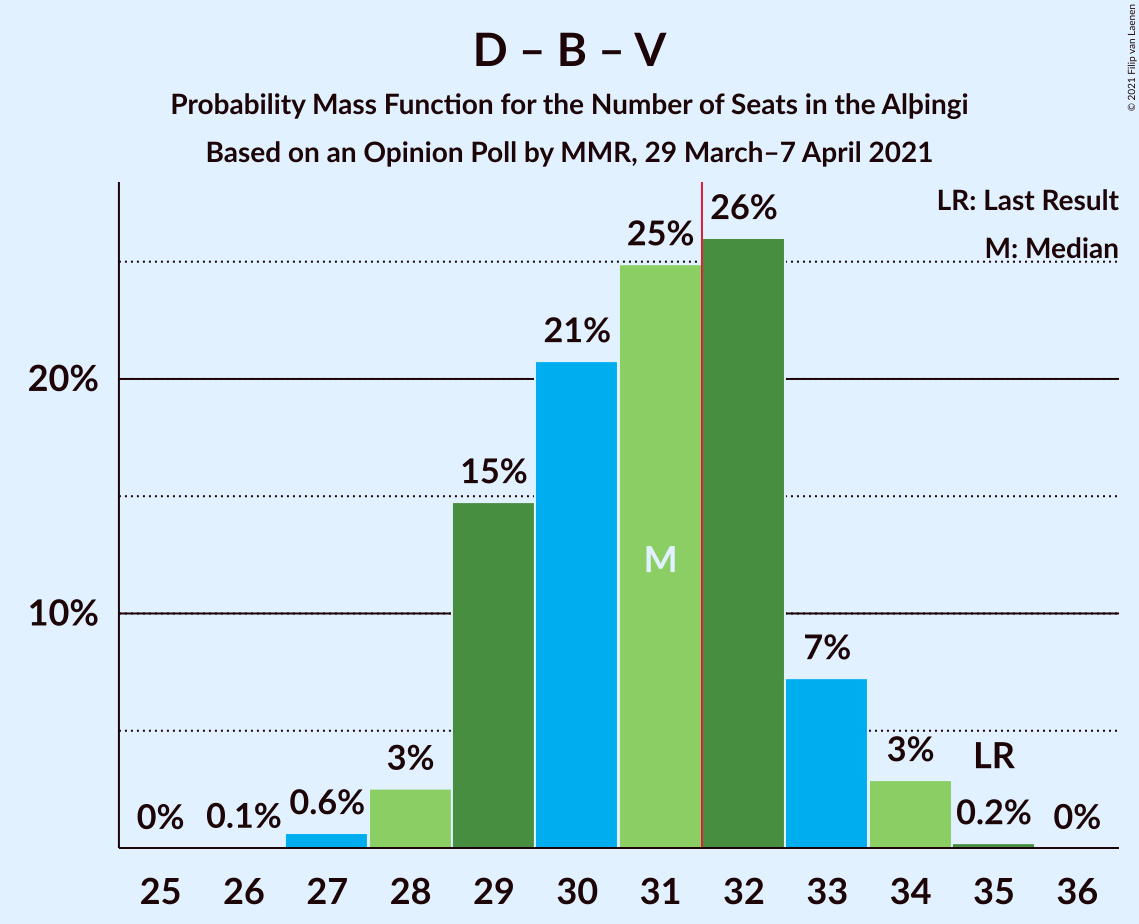 D – B – V
Probability Mass Function for the Number of Seats in the Alþingi
Based on an Opinion Poll by MMR, 29 March–7 April 2021
© 2021 Filip van Laenen
LR: Last Result
M: Median
26%
25%
21%
20%
15%
M
10%
7%
3%
3%
LR
0%
0.1%
0.6%
0.2%
0%
25 26 27 28 29 30 31 32 33 34 35 36